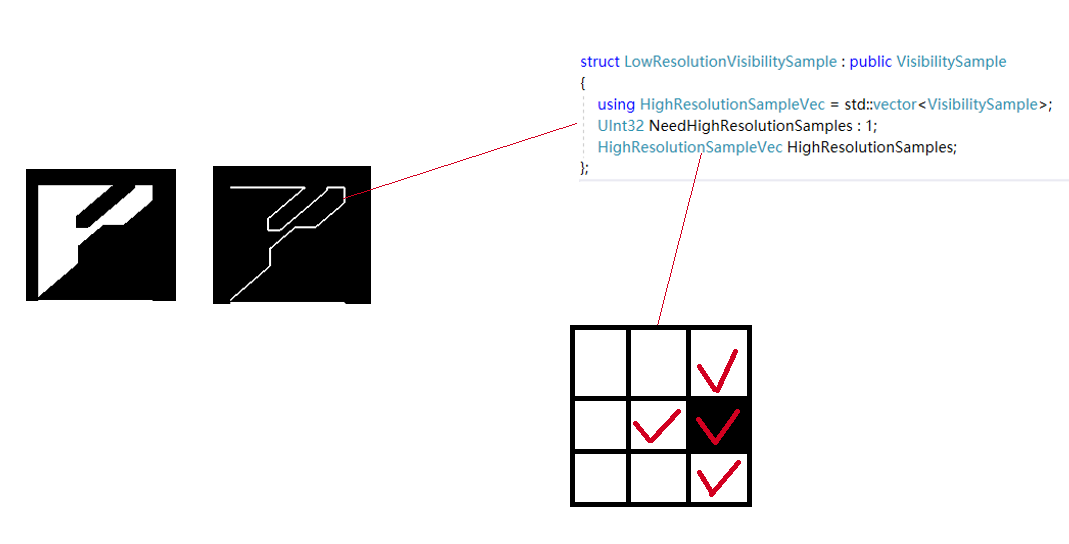 struct LowResolutionVisibilitySample : public VisibilitySample
{
using HighResolutionSampleVec = std::vector<VisibilitySample>;
UInt32 NeedHighResolutionSamples : 1;
HighResolutionSampleVec HighResolutionSamples;
};